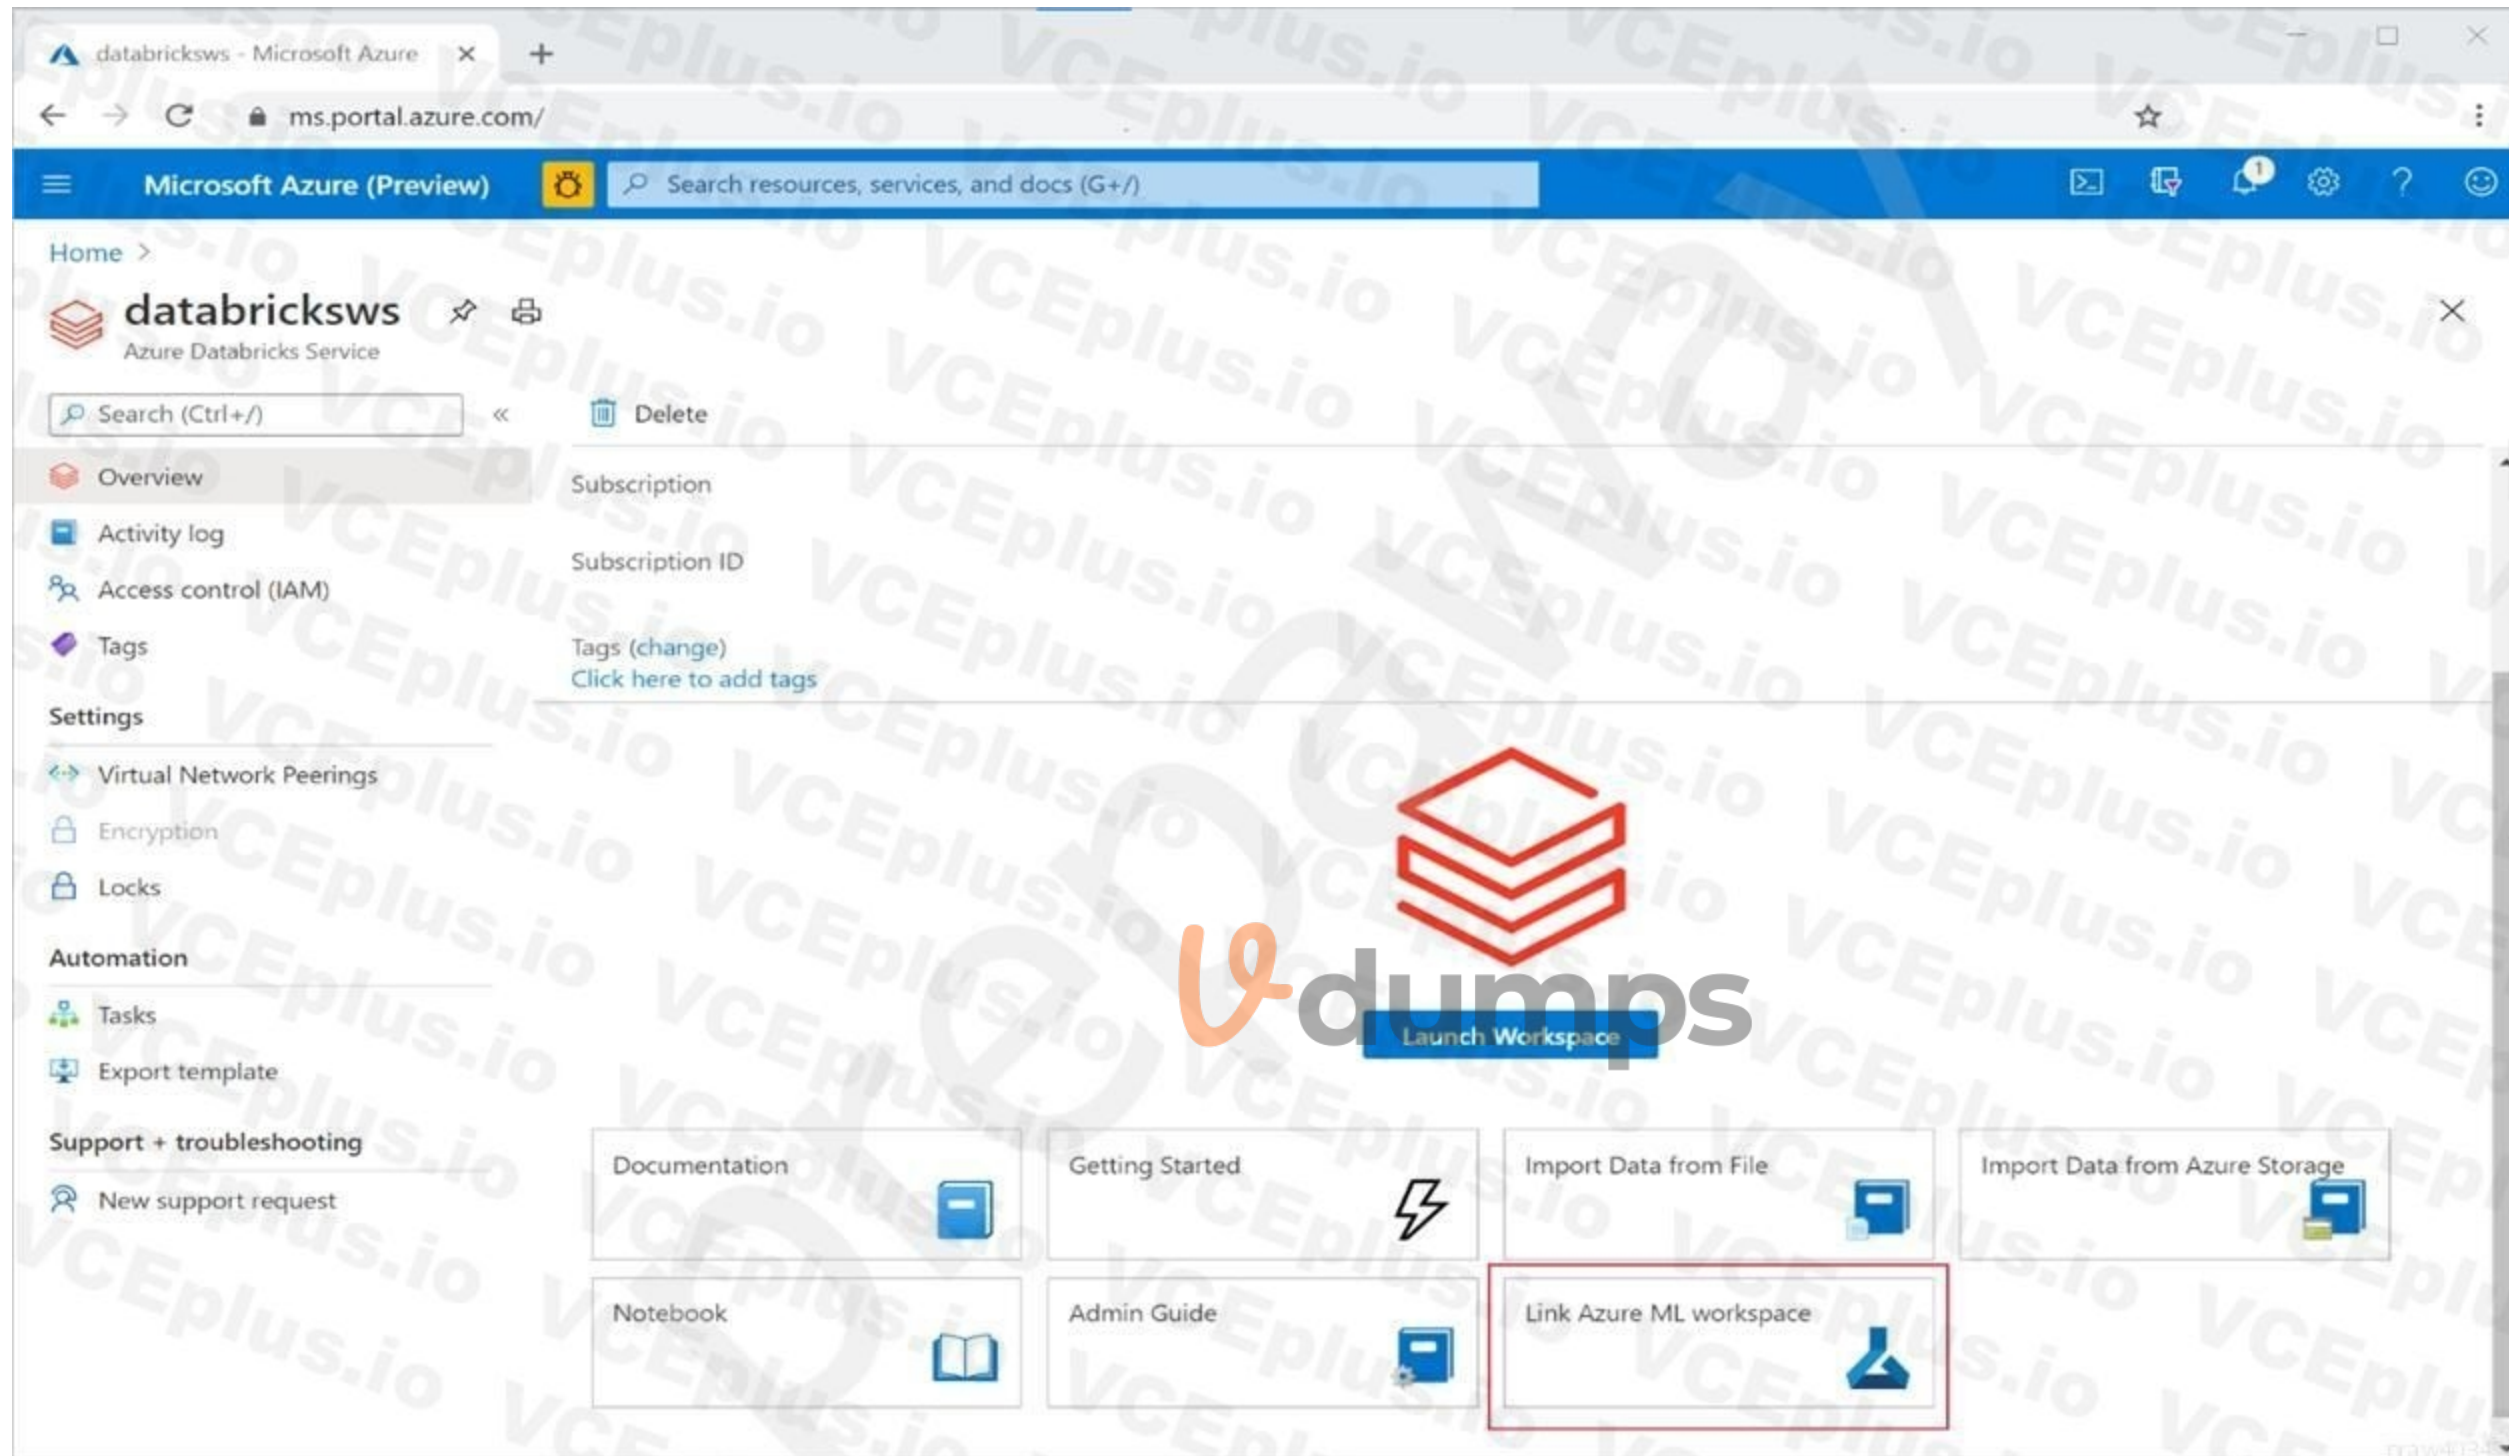 databricksws - Microsoft Azure
ms.portal.azure.com/
Microsoft Azure (Preview)
Search resources, services, and docs (G+/)
1
Home >
databricksws
Azure Databricks Service
Search (Ctrl+/)
«
Delete
Overview
Activity log
Access control (IAM)
Tags
Settings
Virtual Network Peerings
Encryption
Locks
Automation
Tasks
Export template
Support + troubleshooting
New support request
Subscription
Subscription ID
Tags (change)
Click here to add tags
Vdumps
Launch Workspace
Documentation
Getting Started
Import Data from File
Import Data from Azure Storage
Notebook
Admin Guide
Link Azure ML workspace
VCEplus.io